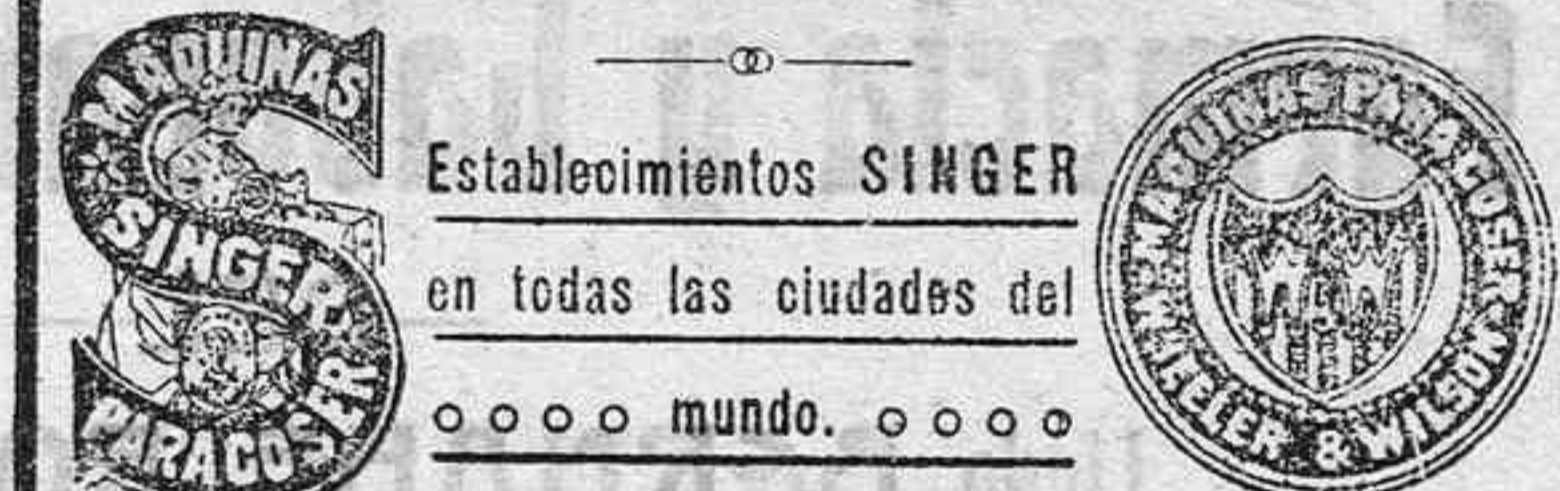 MAQUINAS
SINGER
PARA COSER
Establecimientos SINGER
en todas las ciudades del
mundo.
MAQUINAS PARA COSER
WHEELER & WILSON